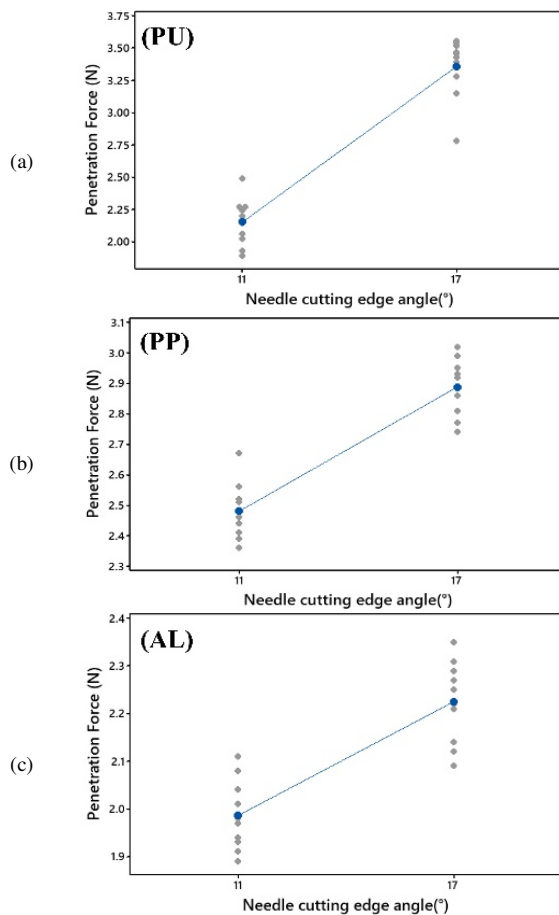 (a)
(PU)
Penetration Force (N)
3.75
3.50
3.25
3.00
2.75
2.50
2.25
2.00
11
17
Needle cutting edge angle(°)
(b)
(PP)
Penetration Force (N)
3.1
3.0
2.9
2.8
2.7
2.6
2.5
2.4
2.3
11
17
Needle cutting edge angle(°)
(c)
(AL)
Penetration Force (N)
2.4
2.3
2.2
2.1
2.0
1.9
11
17
Needle cutting edge angle(°)